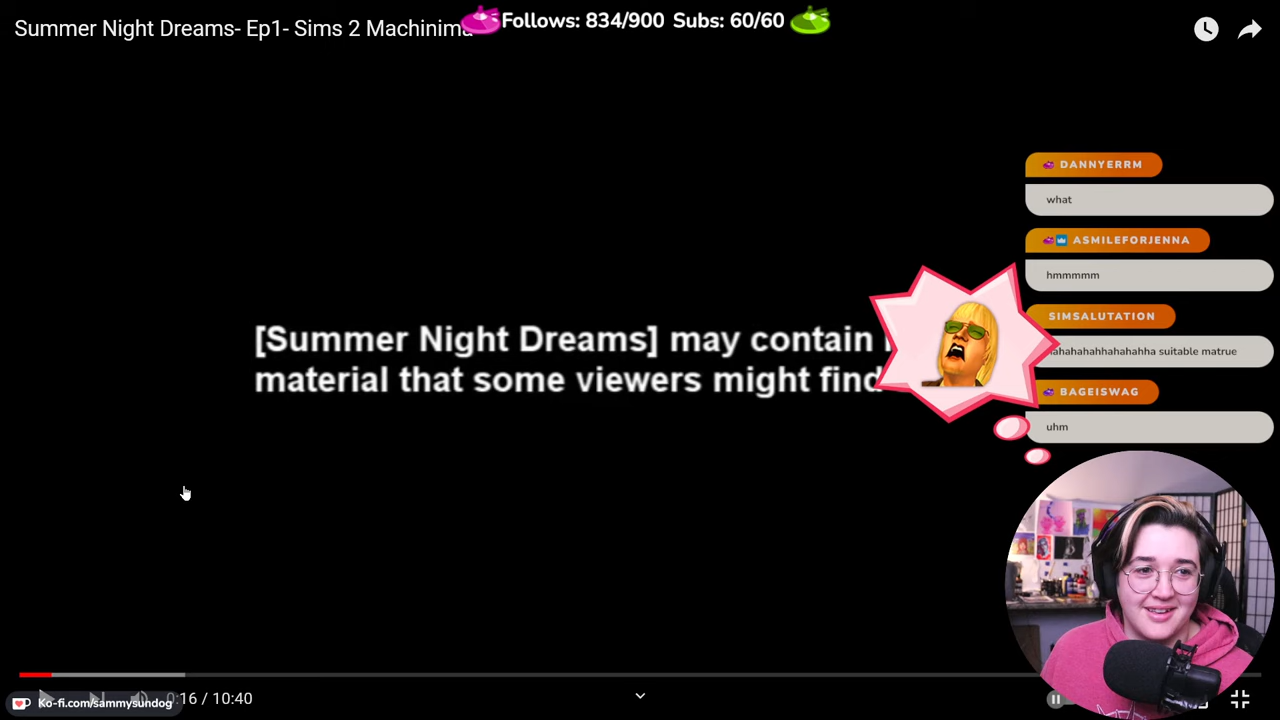 Summer Night Dreams- Ep1- Sims 2 Machinima
Follows: 834/900 Subs: 60/60
DANNYERRM
what
ASMILEFORJENNA
hmmmmm
SIMSALUTATION
ahahahahhahahahha suitable matrue
BAGEISWAG
uhm
[Summer Night Dreams] may contain
material that some viewers might find
0:16 / 10:40
Ko-fi.com/sammysundog